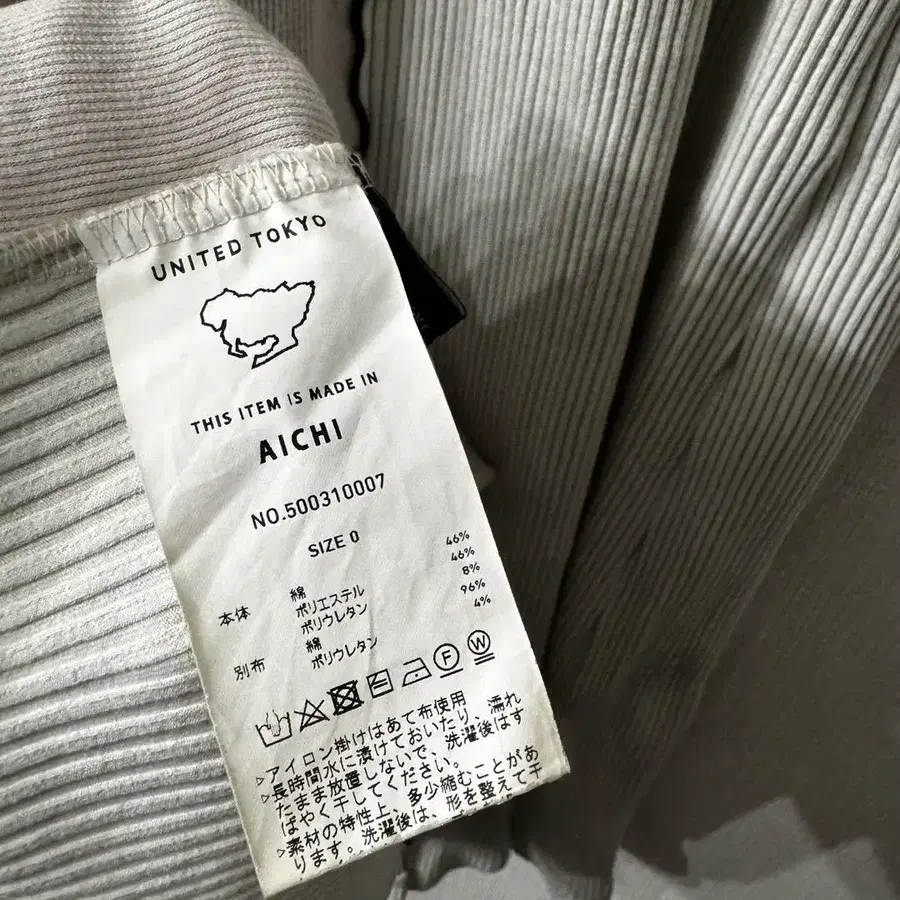 UNITED TOKYO
THIS ITEM IS MADE IN
AICHI
NO.500310007
SIZE 0
本体 綿 46%
ポリエステル 46%
ポリウレタン 8%
別布 綿 96%
ポリウレタン 4%
F W
▷アイロン掛けはあて布使用
▷長時間水に漬けておいたり、濡れ
たまま放置しないで、洗濯後はす
ばやく干してください。
▷素材の特性上、多少縮むことがあ
ります。洗濯後は、形を整えて干